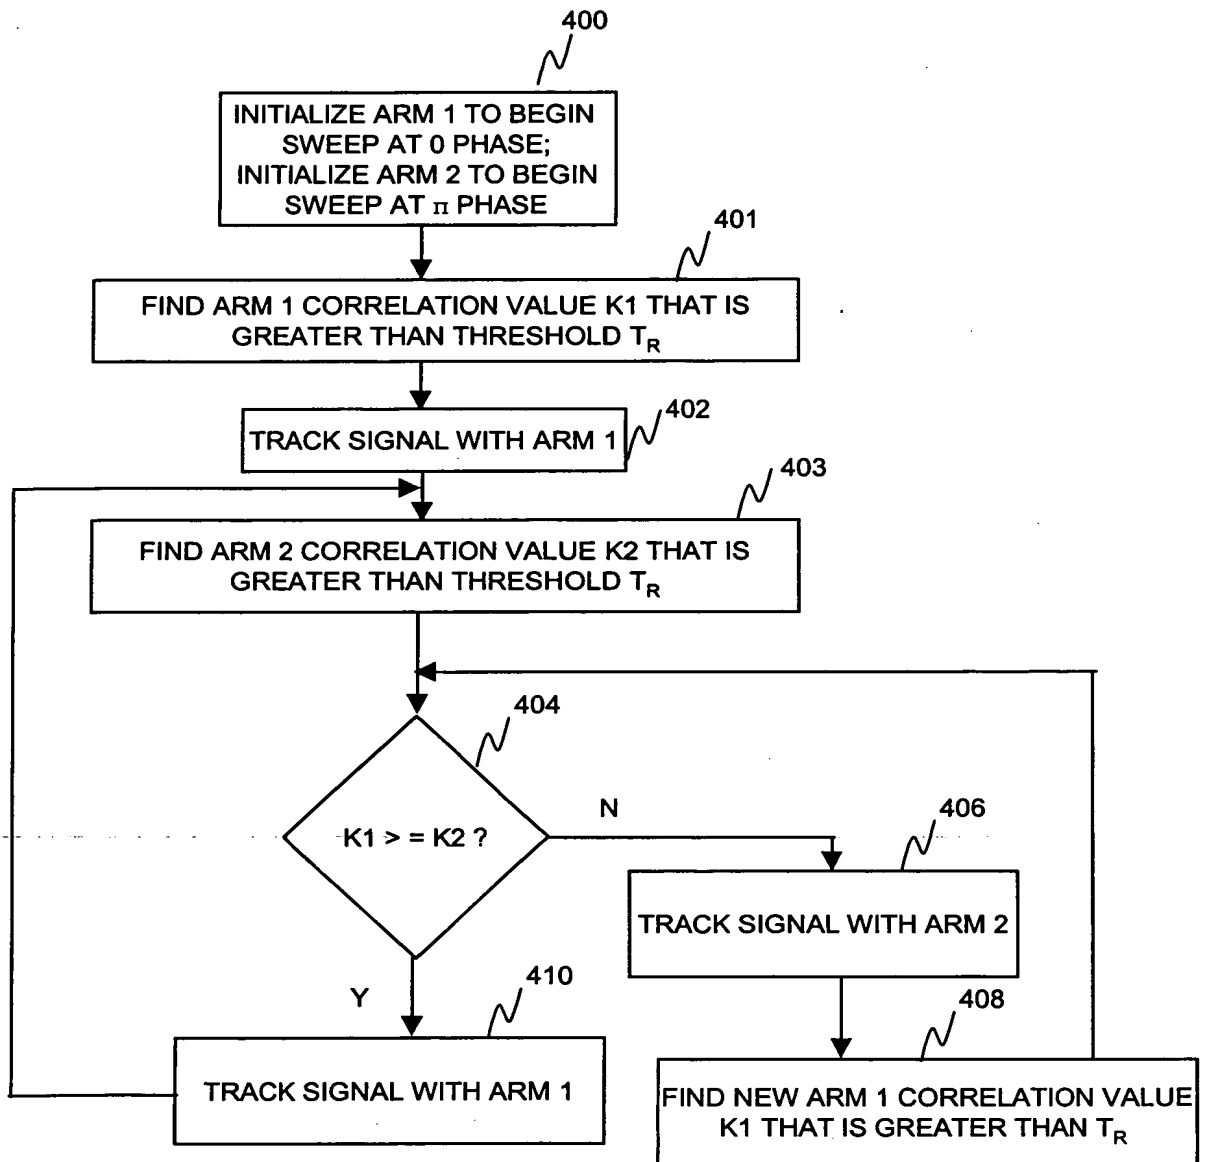 400
INITIALIZE ARM 1 TO BEGIN
SWEEP AT 0 PHASE;
INITIALIZE ARM 2 TO BEGIN
SWEEP AT π PHASE
401
FIND ARM 1 CORRELATION VALUE K1 THAT IS
GREATER THAN THRESHOLD T_R
402
TRACK SIGNAL WITH ARM 1
403
FIND ARM 2 CORRELATION VALUE K2 THAT IS
GREATER THAN THRESHOLD T_R
404
K1 > = K2 ?
N
406
TRACK SIGNAL WITH ARM 2
Y
410
TRACK SIGNAL WITH ARM 1
408
FIND NEW ARM 1 CORRELATION VALUE
K1 THAT IS GREATER THAN T_R